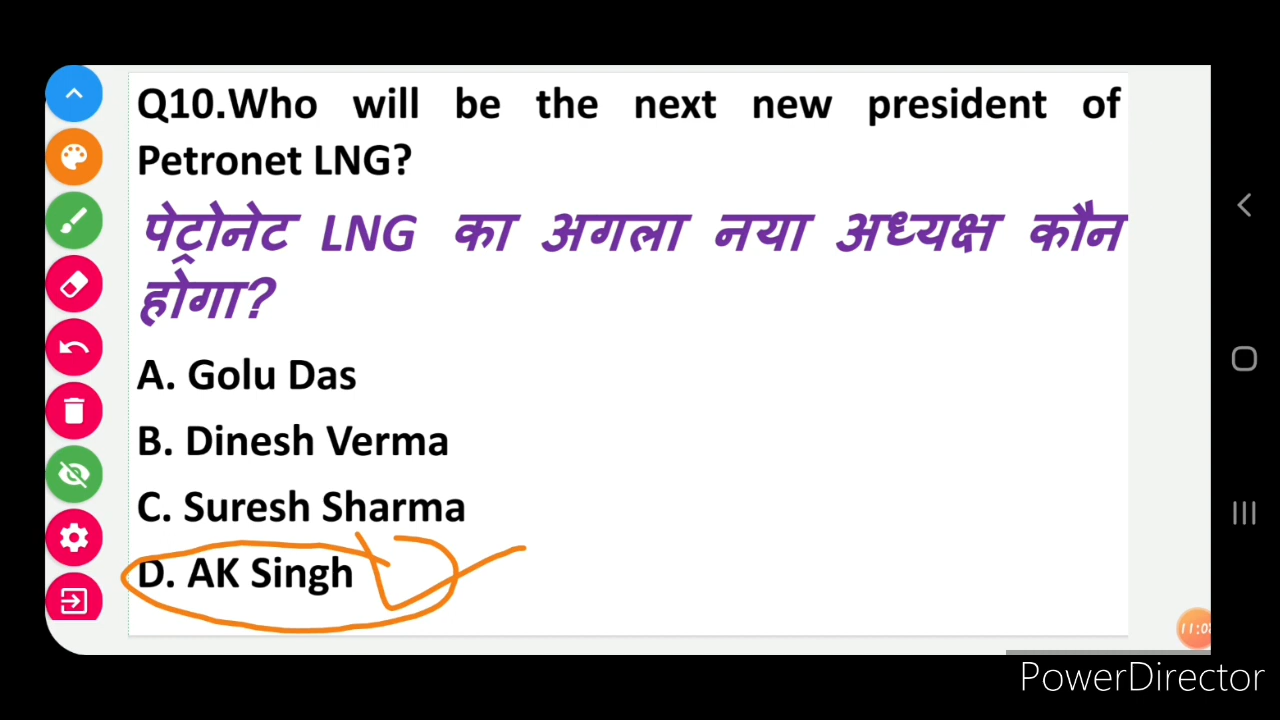 Q10.Who will be the next new president of
Petronet LNG?
पेट्रोनेट LNG का अगला नया अध्यक्ष कौन
होगा?
A. Golu Das
B. Dinesh Verma
C. Suresh Sharma
D. AK Singh
PowerDirector